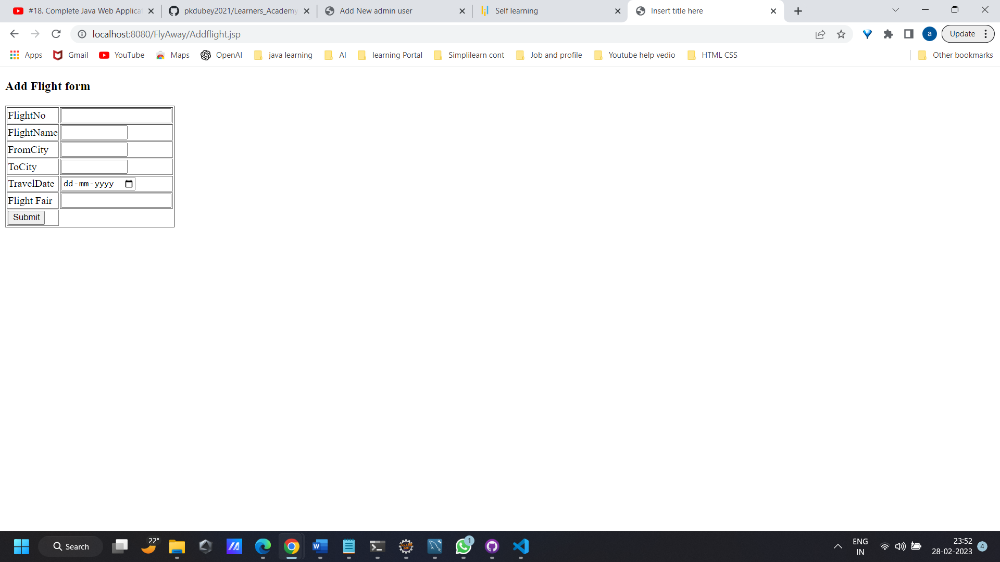 #18. Complete Java Web Applicat
pkdubey2021/Learners_Academy
Add New admin user
Self learning
Insert title here
localhost:8080/FlyAway/Addflight.jsp
a
Update
Apps
Gmail
YouTube
Maps
OpenAI
java learning
AI
learning Portal
Simplilearn cont
Job and profile
Youtube help vedio
HTML CSS
Other bookmarks
Add Flight form
FlightNo
FlightName
FromCity
ToCity
TravelDate dd-mm-yyyy
Flight Fair
Submit
Search
22°
1
ENG
IN
23:52
28-02-2023
4